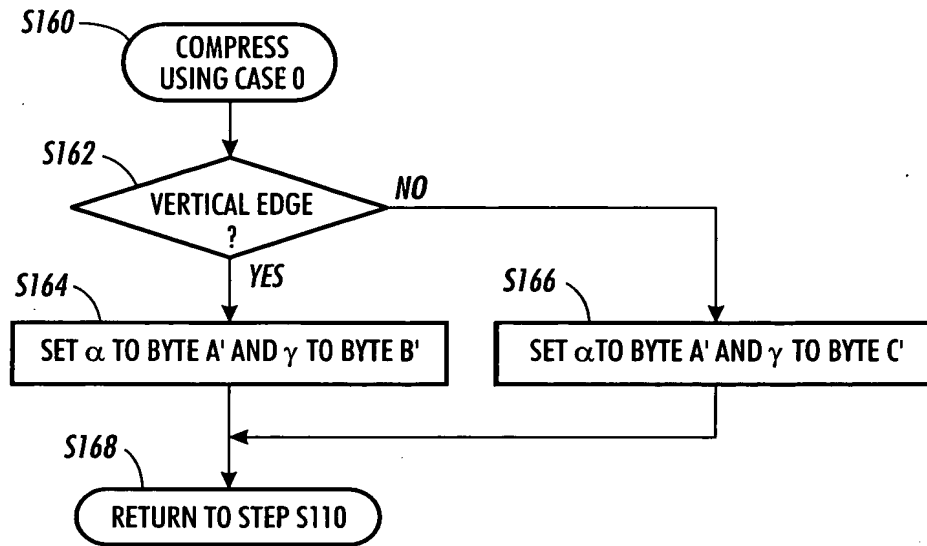 S160
COMPRESS
USING CASE 0
S162
VERTICAL EDGE
?
NO
YES
S164
SET α TO BYTE A' AND γ TO BYTE B'
S166
SET α TO BYTE A' AND γ TO BYTE C'
S168
RETURN TO STEP S110